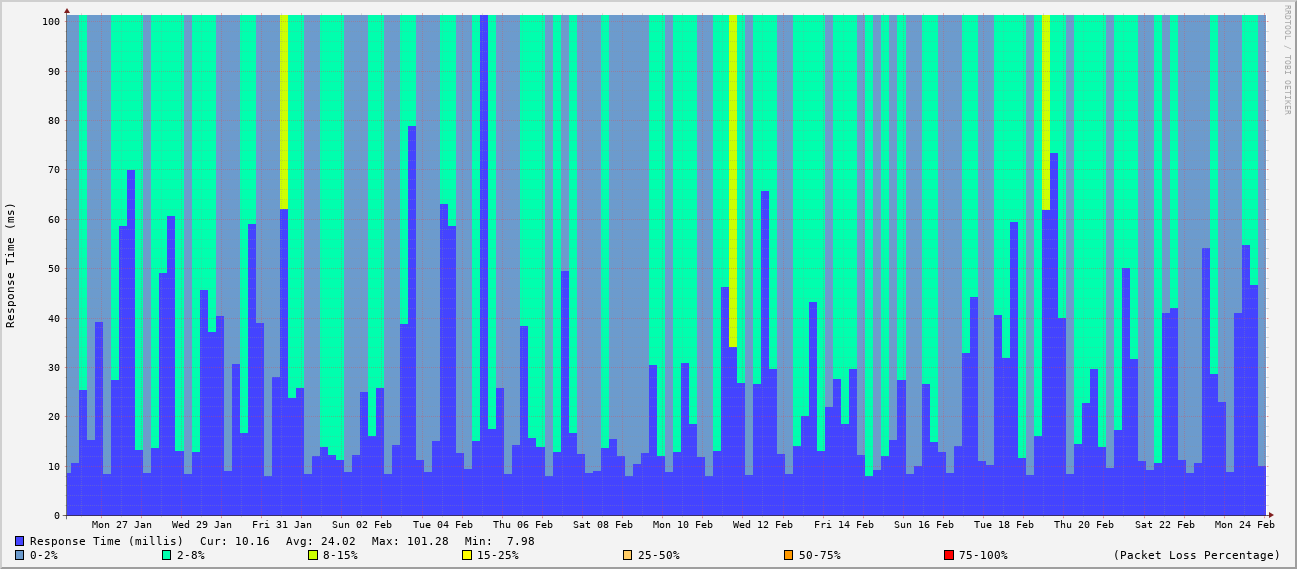 RRDTOOL / TOBI OETIKER
Response Time (ms)
100
90
80
70
60
50
40
30
20
10
0
Mon 27 Jan Wed 29 Jan Fri 31 Jan Sun 02 Feb Tue 04 Feb Thu 06 Feb Sat 08 Feb Mon 10 Feb Wed 12 Feb Fri 14 Feb Sun 16 Feb Tue 18 Feb Thu 20 Feb Sat 22 Feb Mon 24 Feb
Response Time (millis) Cur: 10.16 Avg: 24.02 Max: 101.28 Min: 7.98
0-2% 2-8% 8-15% 15-25% 25-50% 50-75% 75-100% (Packet Loss Percentage)